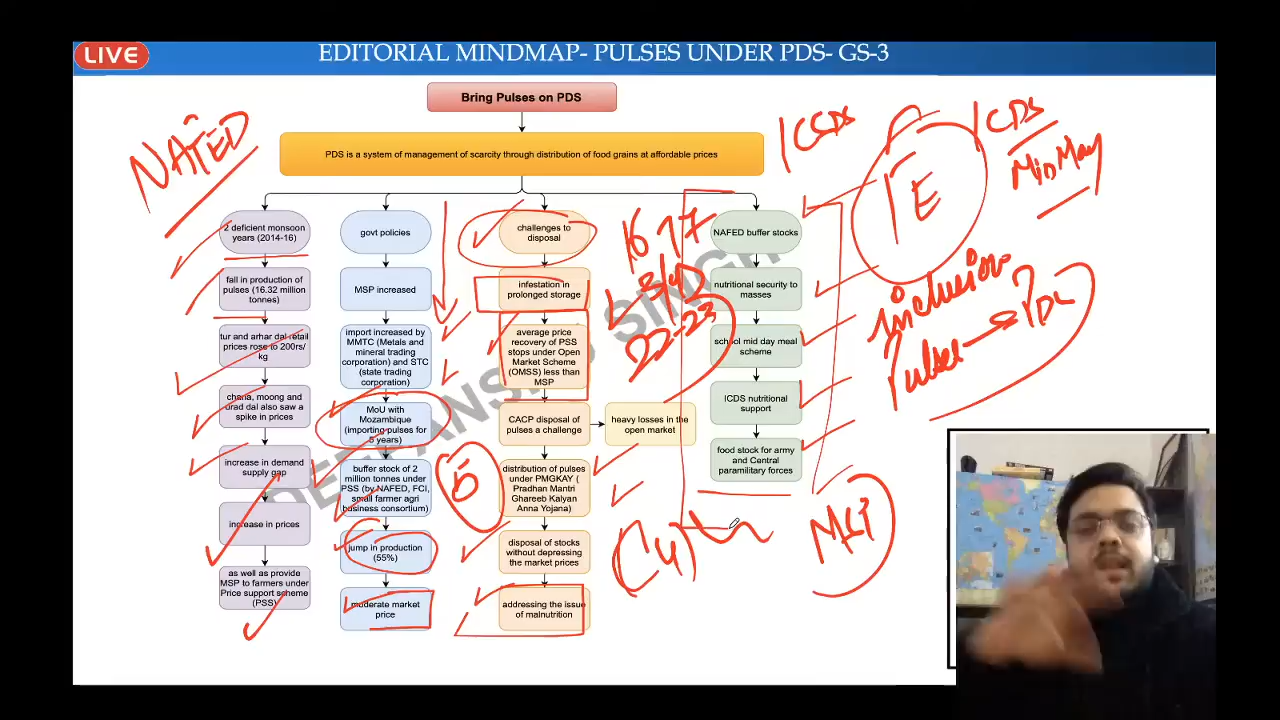 LIVE
EDITORIAL MINDMAP- PULSES UNDER PDS- GS-3
Bring Pulses on PDS
PDS is a system of management of scarcity through distribution of food grains at affordable prices
2 deficient monsoon
years (2014-16)
fall in production of
pulses (16.32 million
tonnes)
tur and arhar dal retail
prices rose to 200rs/
kg
chana, moong and
urad dal also saw a
spike in prices
increase in demand
supply gap
increase in prices
as well as provide
MSP to farmers under
Price support scheme
(PSS)
govt policies
MSP increased
import increased by
MMTC (Metals and
mineral trading
corporation) and STC
(state trading
corporation)
MoU with
Mozambique
(importing pulses for
5 years)
buffer stock of 2
million tonnes under
PSS (by NAFED, FCI,
small farmer agri
business consortium)
jump in production
(55%)
moderate market
price
challenges to
disposal
infestation in
prolonged storage
average price
recovery of PSS
stops under Open
Market Scheme
(OMSS) less than
MSP
CACP disposal of
pulses a challenge
heavy losses in the
open market
distribution of pulses
under PMGKAY (
Pradhan Mantri
Ghareeb Kalyan
Anna Yojana)
disposal of stocks
without depressing
the market prices
addressing the issue
of malnutrition
NAFED buffer stocks
nutritional security to
masses
school mid day meal
scheme
ICDS nutritional
support
food stock for army
and Central
paramilitary forces
DEEPANSHU SINGH
NAFED
5
22-23
ICDS
inclusion